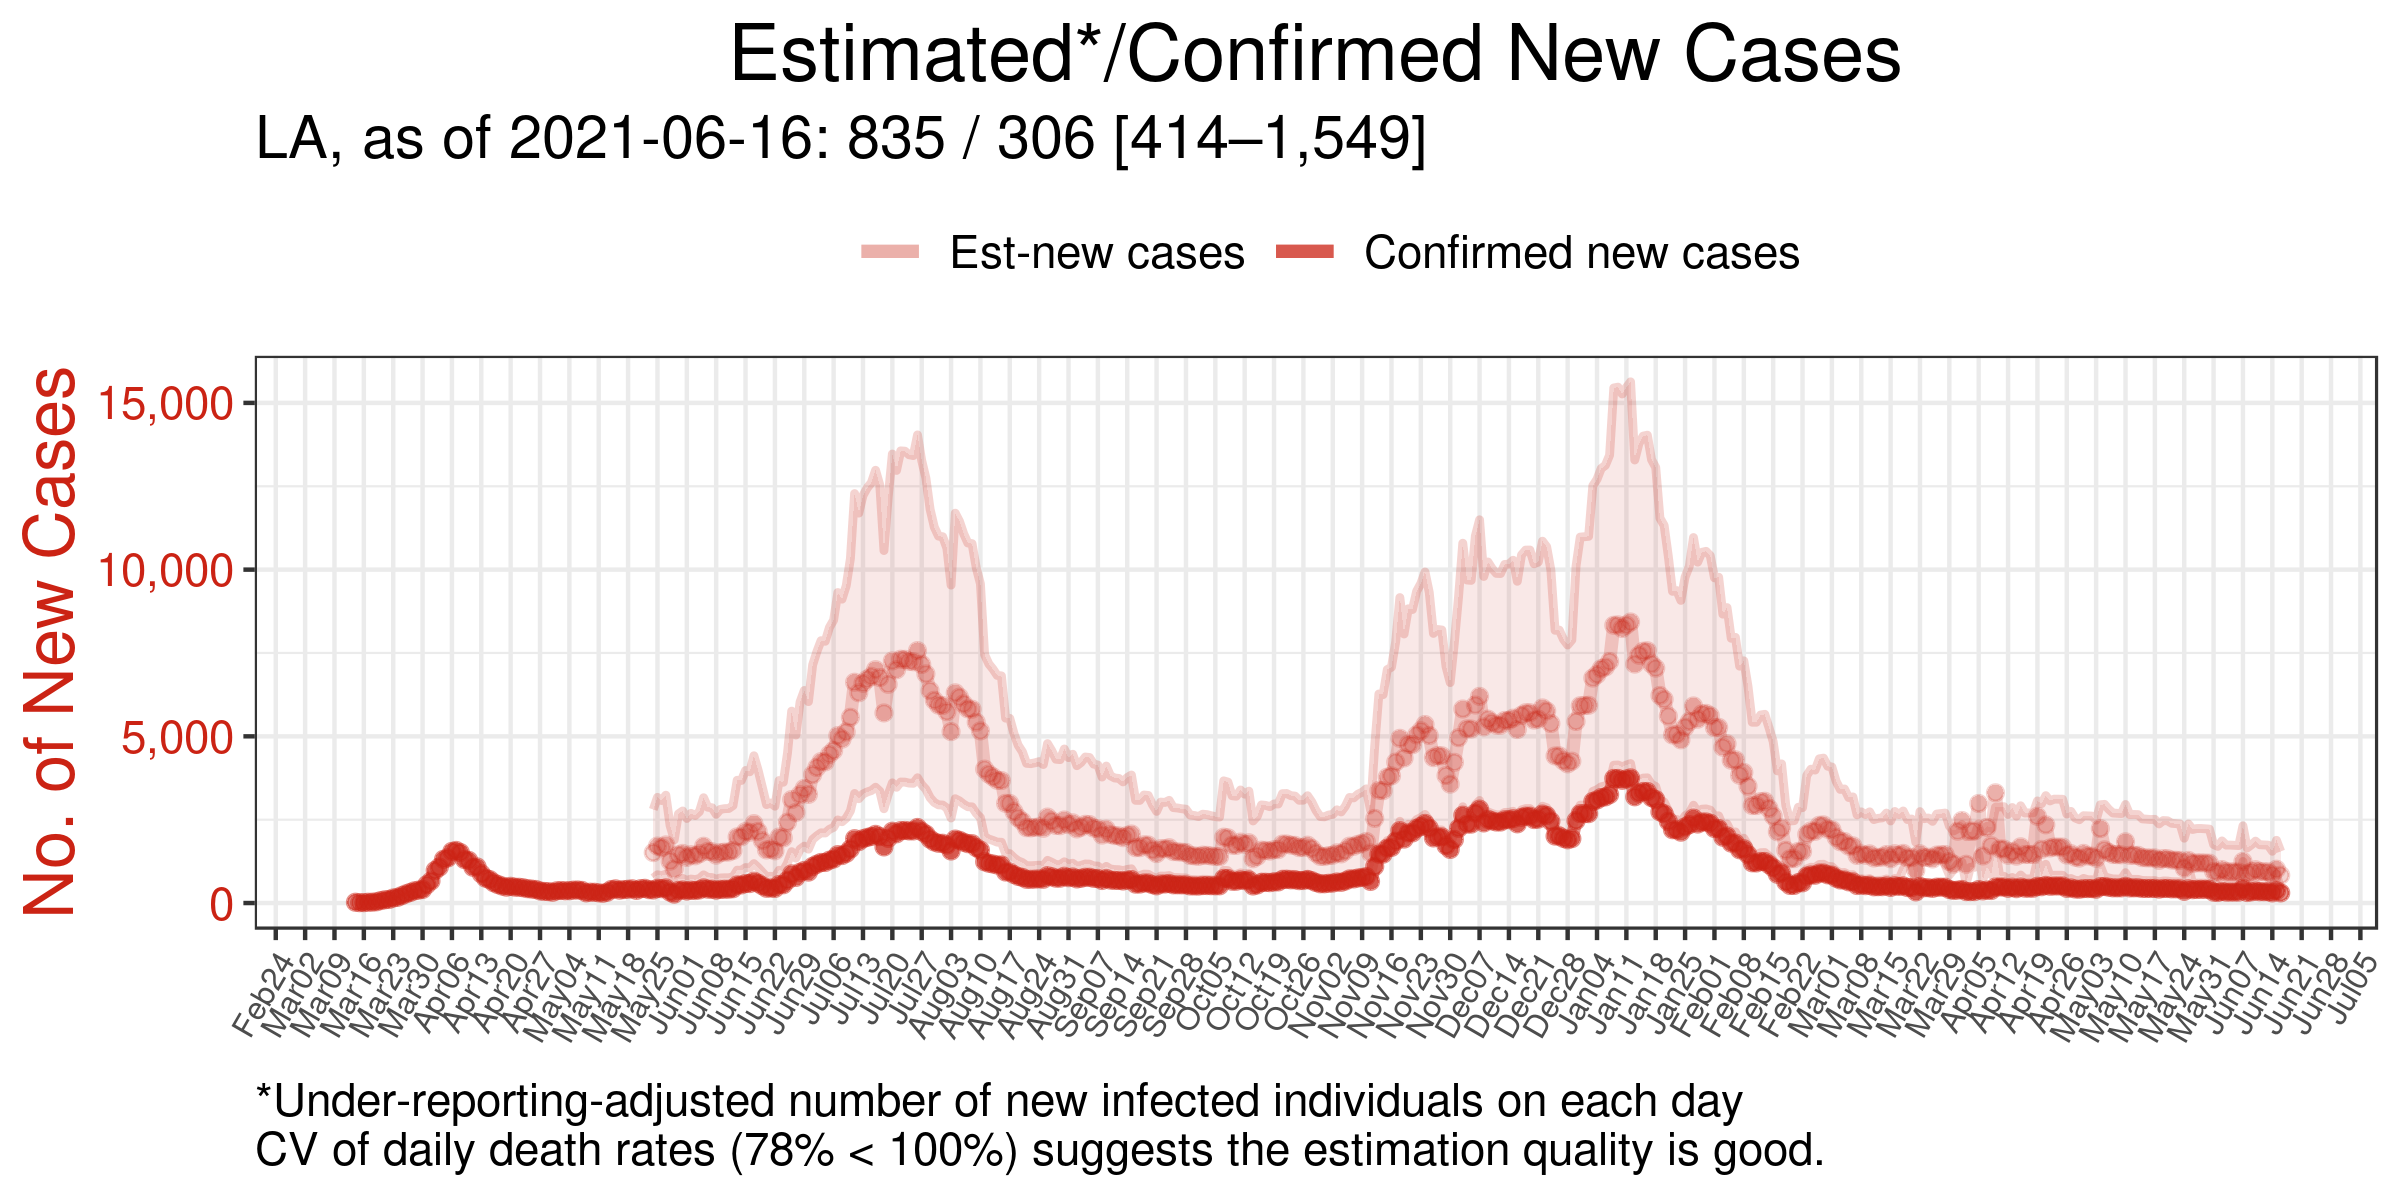 Estimated*/Confirmed New Cases
LA, as of 2021-06-16: 835 / 306 [414–1,549]
Est-new cases Confirmed new cases
No. of New Cases
15,000
10,000
5,000
0
Feb24 Mar02 Mar09 Mar16 Mar23 Mar30 Apr06 Apr13 Apr20 Apr27 May04 May11 May18 May25 Jun01 Jun08 Jun15 Jun22 Jun29 Jul06 Jul13 Jul20 Jul27 Aug03 Aug10 Aug17 Aug24 Aug31 Sep07 Sep14 Sep21 Sep28 Oct05 Oct12 Oct19 Oct26 Nov02 Nov09 Nov16 Nov23 Nov30 Dec07 Dec14 Dec21 Dec28 Jan04 Jan11 Jan18 Jan25 Feb01 Feb08 Feb15 Feb22 Mar01 Mar08 Mar15 Mar22 Mar29 Apr05 Apr12 Apr19 Apr26 May03 May10 May17 May24 May31 Jun07 Jun14 Jun21 Jun28 Jul05
*Under-reporting-adjusted number of new infected individuals on each day
CV of daily death rates (78% < 100%) suggests the estimation quality is good.